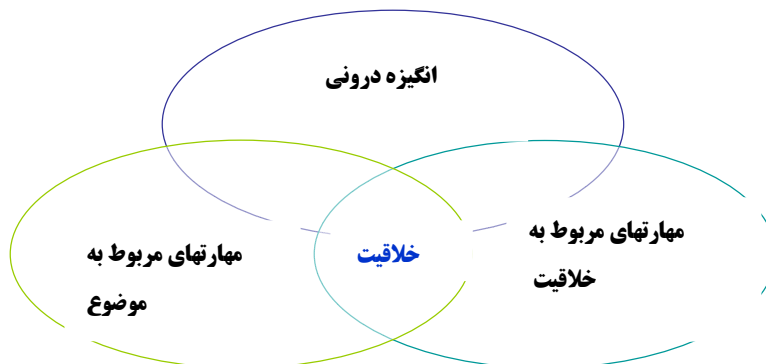 انگیزه درونی
مهارتهای مربوط به
خلاقیت
خلاقیت
مهارتهای مربوط به
موضوع